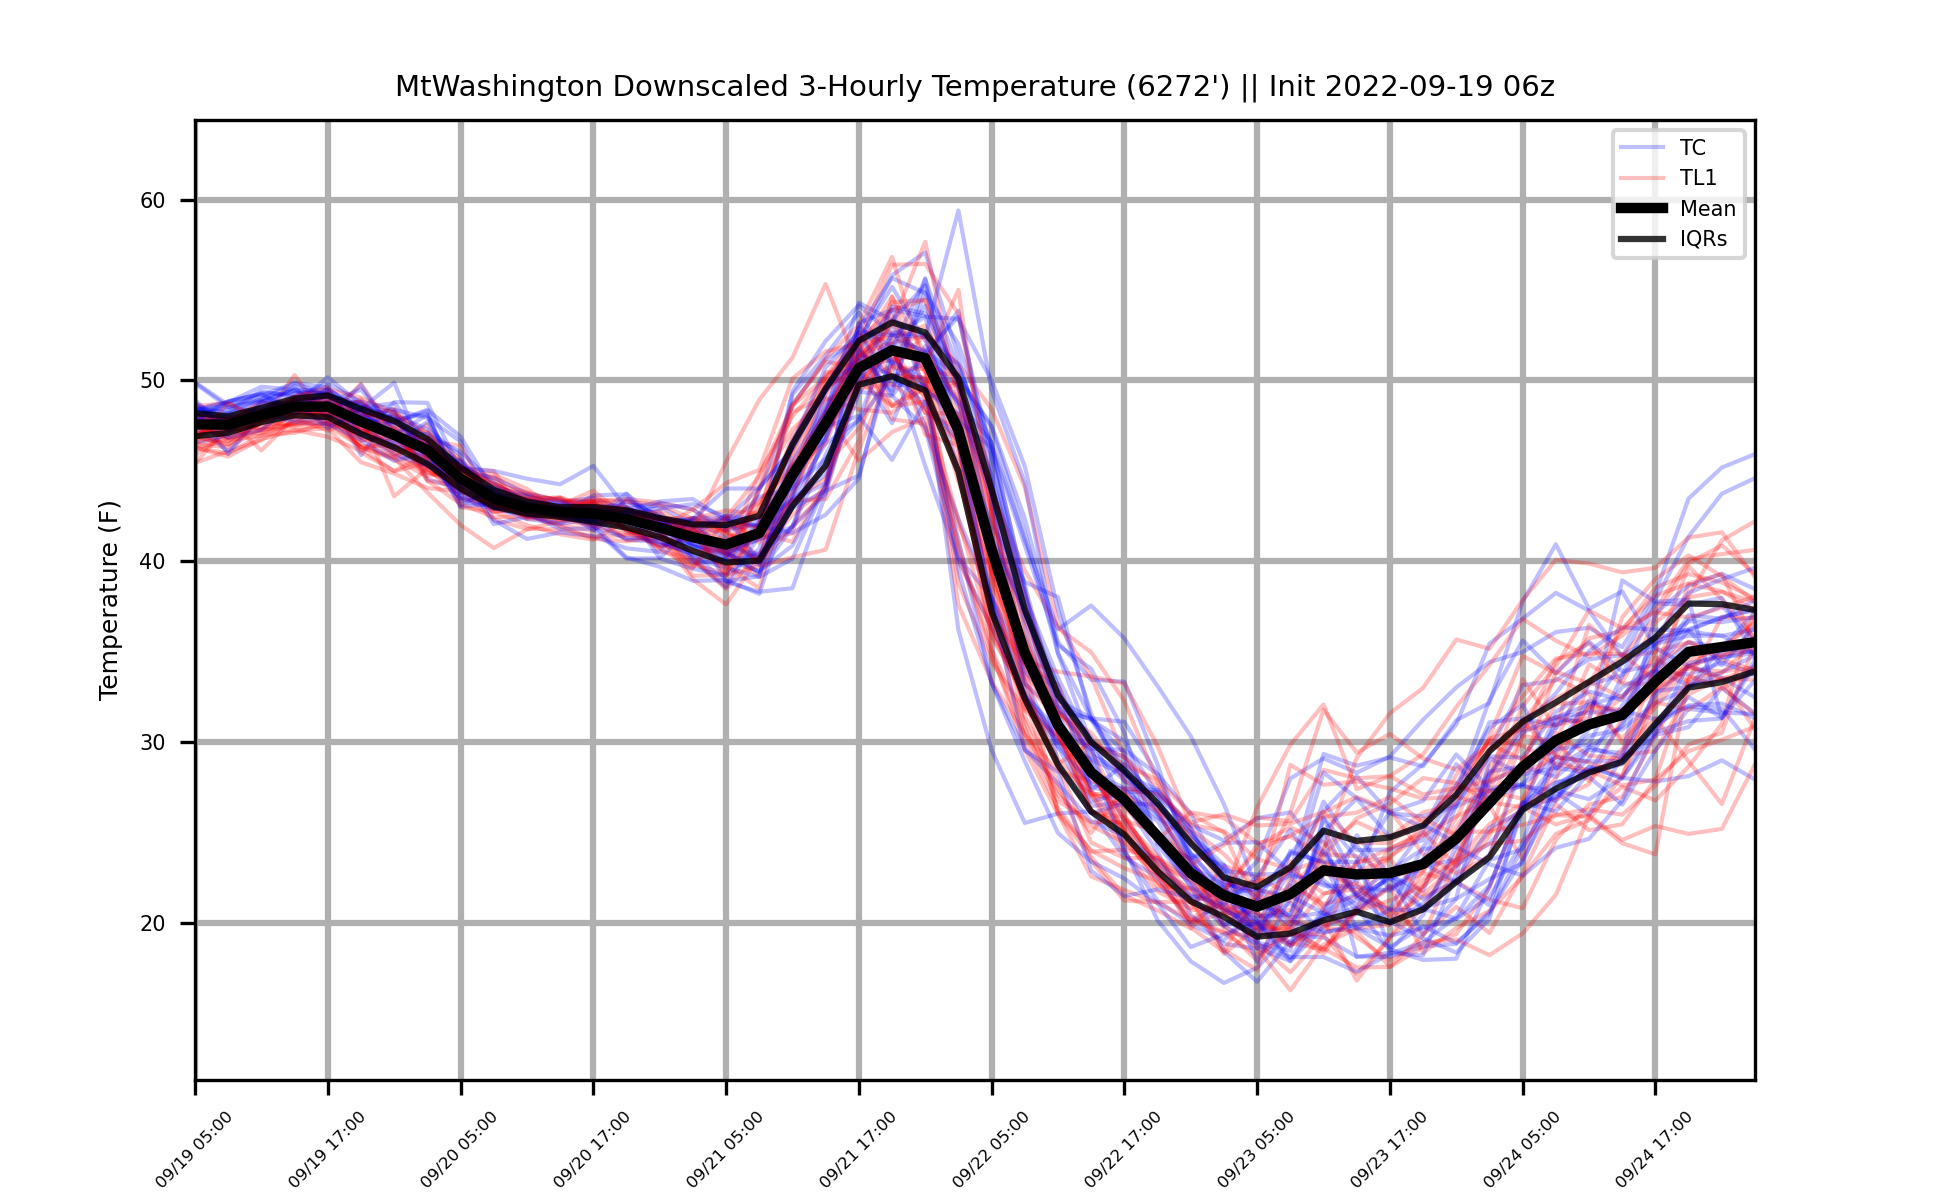 MtWashington Downscaled 3-Hourly Temperature (6272') || Init 2022-09-19 06z
TC
TL1
Mean
IQRs
Temperature (F)
60
50
40
30
20
09/19 05:00
09/19 17:00
09/20 05:00
09/20 17:00
09/21 05:00
09/21 17:00
09/22 05:00
09/22 17:00
09/23 05:00
09/23 17:00
09/24 05:00
09/24 17:00